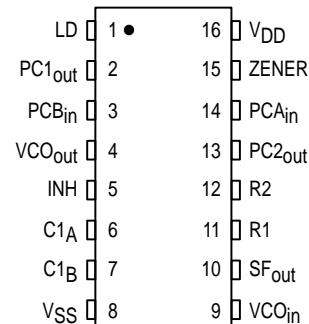 LD 1 16 VDD
PC1out 2 15 ZENER
PCBin 3 14 PCAin
VCOout 4 13 PC2out
INH 5 12 R2
C1A 6 11 R1
C1B 7 10 SFout
VSS 8 9 VCOin